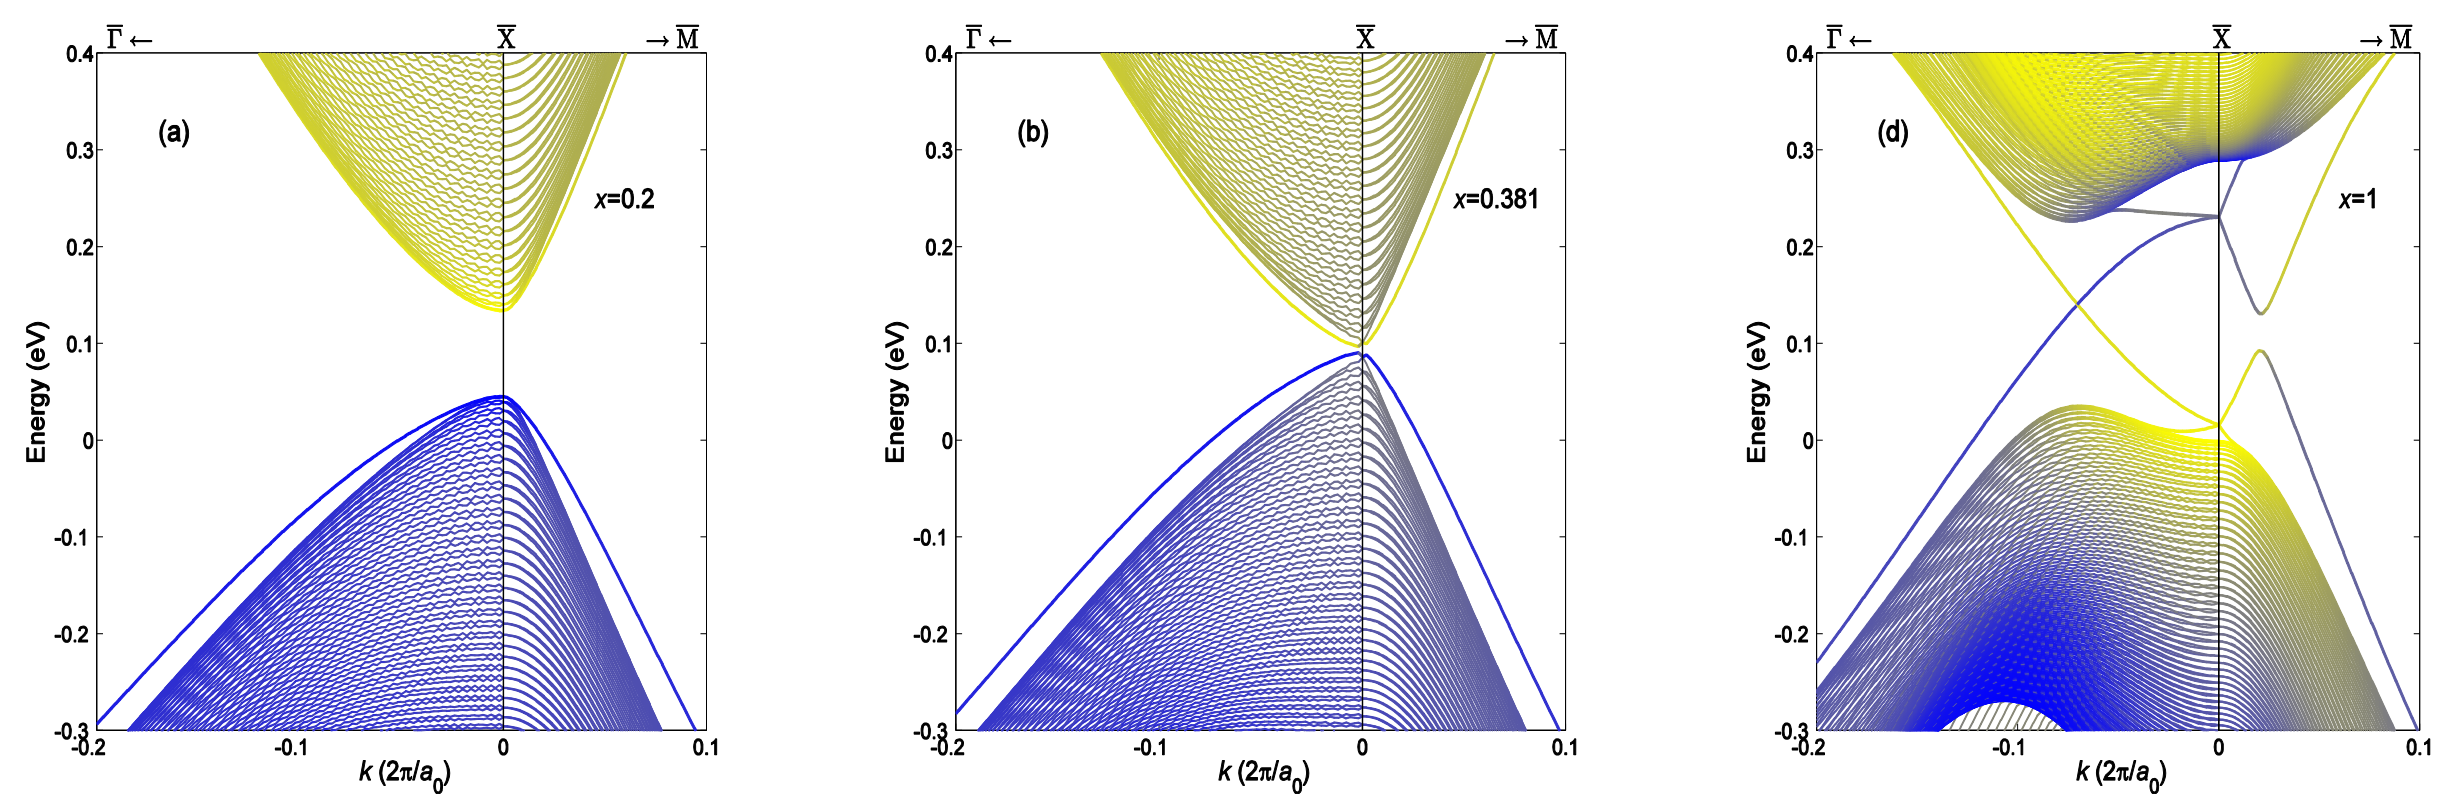 Γ̅ ← X̅ → M̅
0.4
0.3
0.2
0.1
0
-0.1
-0.2
-0.3
(a)
x=0.2
Energy (eV)
-0.2 -0.1 0 0.1
k (2π/a₀)
Γ̅ ← X̅ → M̅
0.4
0.3
0.2
0.1
0
-0.1
-0.2
-0.3
(b)
x=0.381
Energy (eV)
-0.2 -0.1 0 0.1
k (2π/a₀)
Γ̅ ← X̅ → M̅
0.4
0.3
0.2
0.1
0
-0.1
-0.2
-0.3
(d)
x=1
Energy (eV)
-0.2 -0.1 0 0.1
k (2π/a₀)